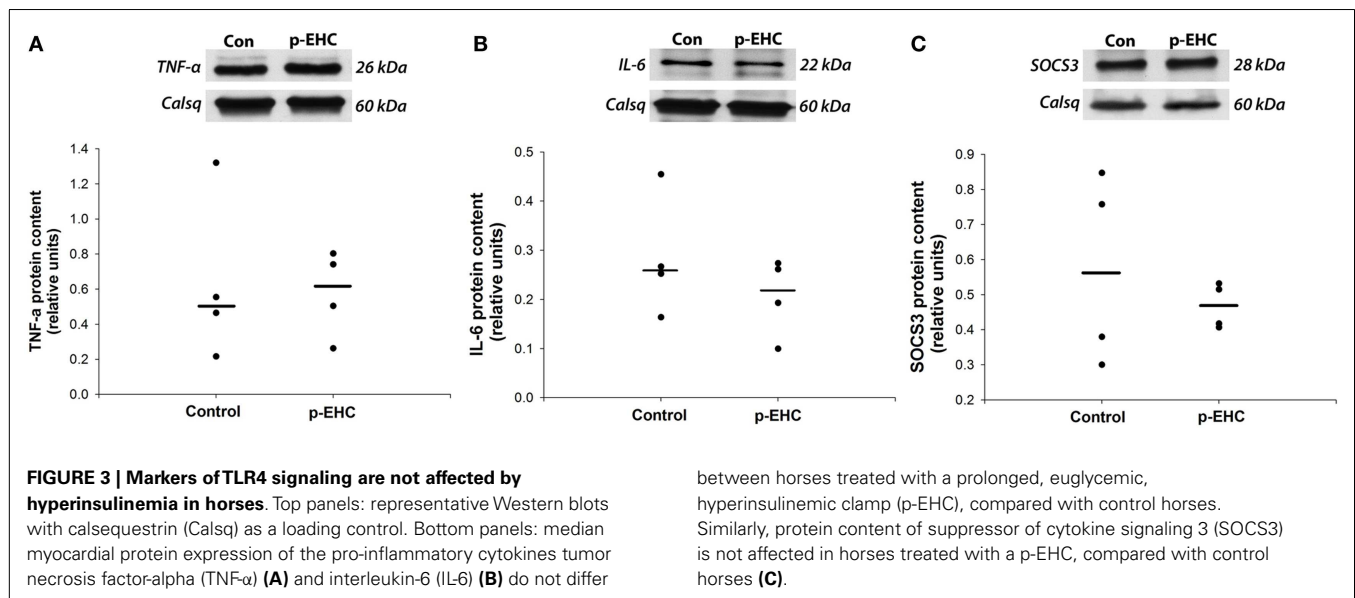 A
Con p-EHC
TNF-α 26 kDa
Calsq 60 kDa
TNF-a protein content
(relative units)
1.4
1.2
1.0
0.8
0.6
0.4
0.2
0.0
Control p-EHC
B
Con p-EHC
IL-6 22 kDa
Calsq 60 kDa
IL-6 protein content
(relative units)
0.5
0.4
0.3
0.2
0.1
0.0
Control p-EHC
C
Con p-EHC
SOCS3 28 kDa
Calsq 60 kDa
SOCS3 protein content
(relative units)
0.9
0.8
0.7
0.6
0.5
0.4
0.3
0.2
Control p-EHC
FIGURE 3 | Markers of TLR4 signaling are not affected by
hyperinsulinemia in horses. Top panels: representative Western blots
with calsequestrin (Calsq) as a loading control. Bottom panels: median
myocardial protein expression of the pro-inflammatory cytokines tumor
necrosis factor-alpha (TNF-α) (A) and interleukin-6 (IL-6) (B) do not differ
between horses treated with a prolonged, euglycemic,
hyperinsulinemic clamp (p-EHC), compared with control horses.
Similarly, protein content of suppressor of cytokine signaling 3 (SOCS3)
is not affected in horses treated with a p-EHC, compared with control
horses (C).